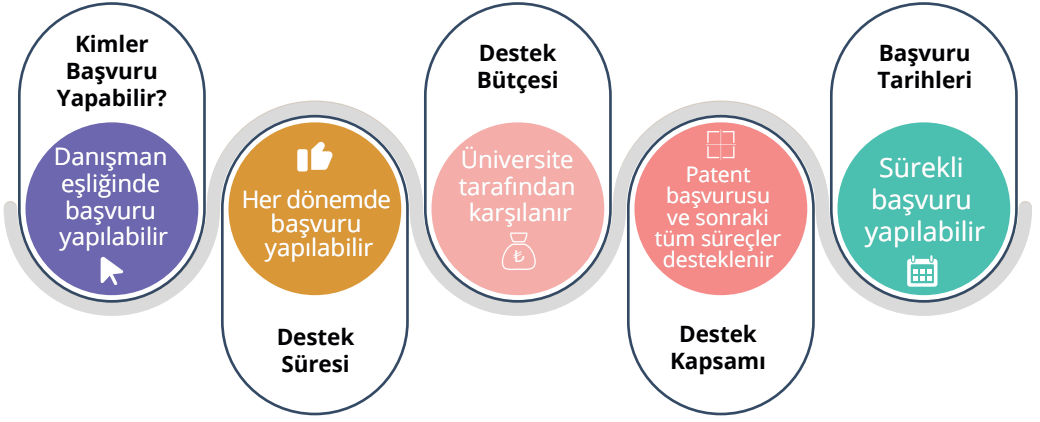 Kimler
Başvuru
Yapabilir?
Danışman
eşliğinde
başvuru
yapılabilir
Her dönemde
başvuru
yapılabilir
Destek
Süresi
Destek
Bütçesi
Üniversite
tarafından
karşılanır
₺
Patent
başvurusu
ve sonraki
tüm süreçler
desteklenir
Destek
Kapsamı
Başvuru
Tarihleri
Sürekli
başvuru
yapılabilir